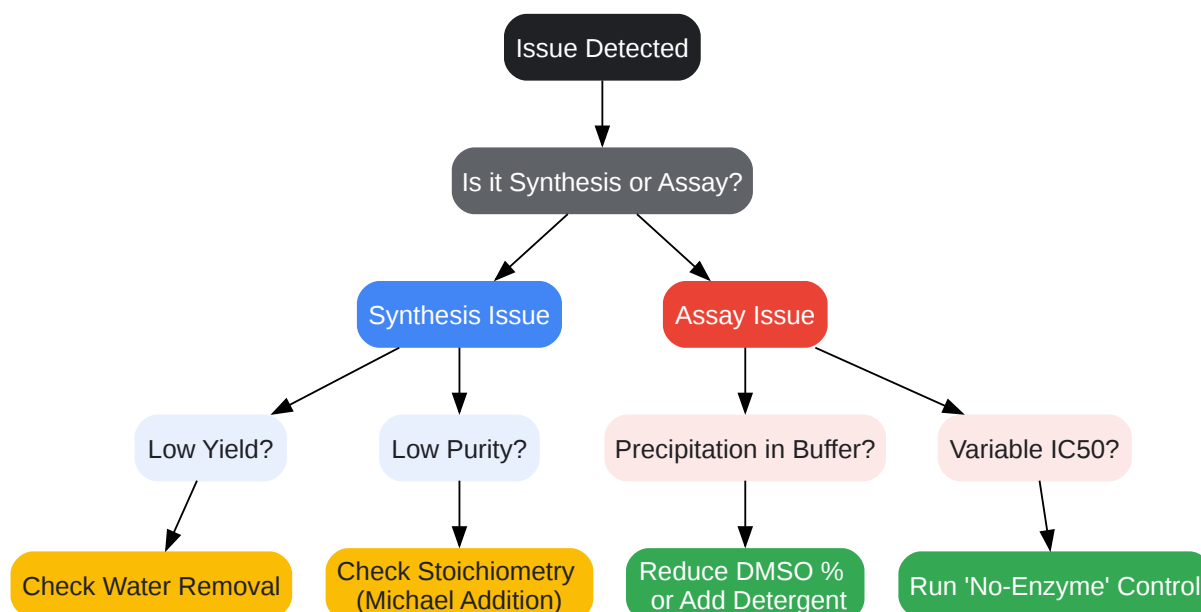 Issue Detected
Is it Synthesis or Assay?
Synthesis Issue
Assay Issue
Low Yield?
Low Purity?
Precipitation in Buffer?
Variable IC50?
Check Water Removal
Check Stoichiometry
(Michael Addition)
Reduce DMSO %
or Add Detergent
Run 'No-Enzyme' Control